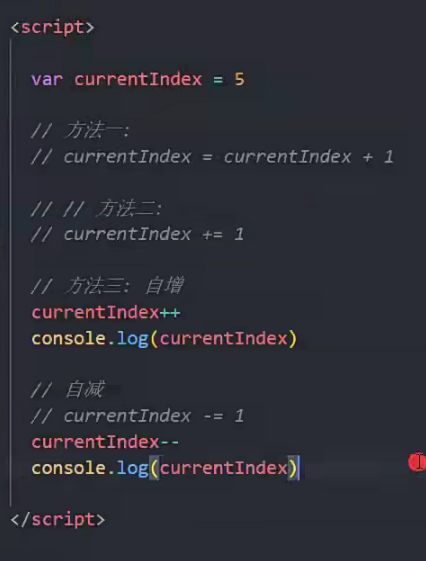 <script>
var currentIndex = 5
// 方法一:
// currentIndex = currentIndex + 1
// // 方法二:
// currentIndex += 1
// 方法三: 自增
currentIndex++
console.log(currentIndex)
// 自减
// currentIndex -= 1
currentIndex--
console.log(currentIndex)
</script>